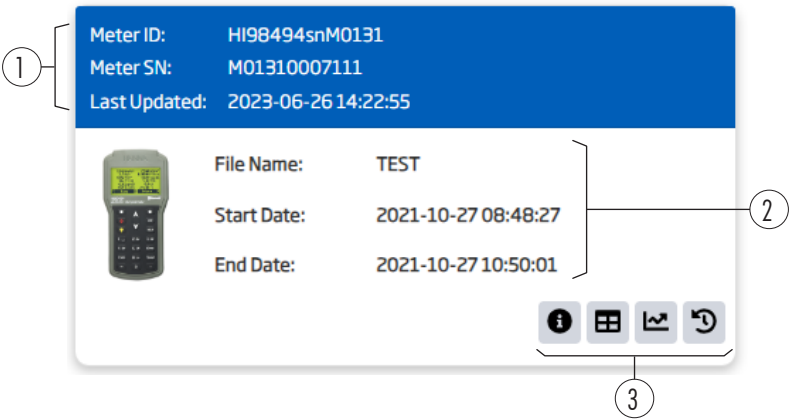 Meter ID: HI98494snM0131
1
Meter SN: M01310007111
Last Updated: 2023-06-26 14:22:55
File Name: TEST
Start Date: 2021-10-27 08:48:27
2
End Date: 2021-10-27 10:50:01
3